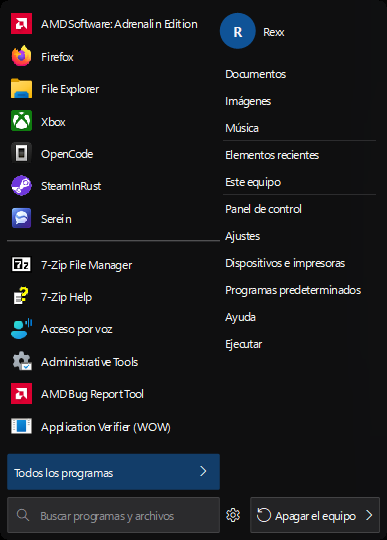 AMD Software: Adrenalin Edition
Firefox
File Explorer
Xbox
OpenCode
SteamInRust
Serein
7-Zip File Manager
7-Zip Help
Acceso por voz
Administrative Tools
AMD Bug Report Tool
Application Verifier (WOW)
Todos los programas
Buscar programas y archivos
R
Rexx
Documentos
Imágenes
Música
Elementos recientes
Este equipo
Panel de control
Ajustes
Dispositivos e impresoras
Programas predeterminados
Ayuda
Ejecutar
Apagar el equipo